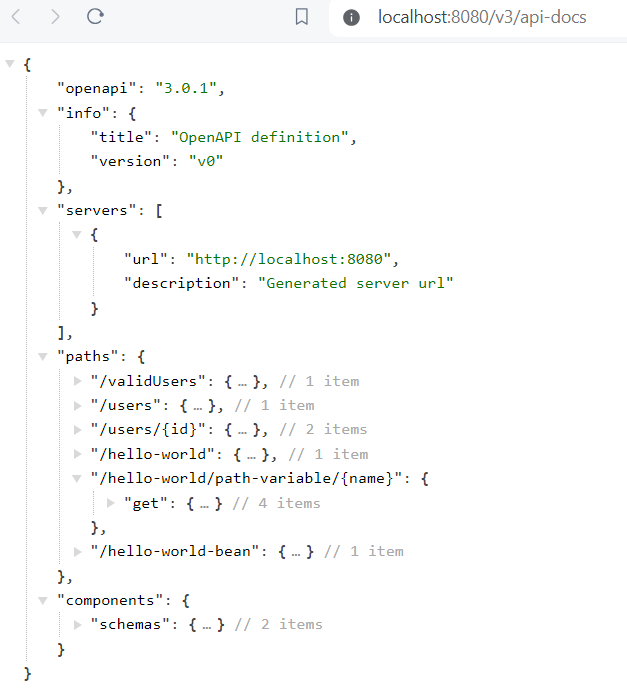 localhost:8080/v3/api-docs
{
"openapi": "3.0.1",
"info": {
"title": "OpenAPI definition",
"version": "v0"
},
"servers": [
{
"url": "http://localhost:8080",
"description": "Generated server url"
}
],
"paths": {
"/validUsers": { … }, // 1 item
"/users": { … }, // 1 item
"/users/{id}": { … }, // 2 items
"/hello-world": { … }, // 1 item
"/hello-world/path-variable/{name}": {
"get": { … } // 4 items
},
"/hello-world-bean": { … } // 1 item
},
"components": {
"schemas": { … } // 2 items
}
}